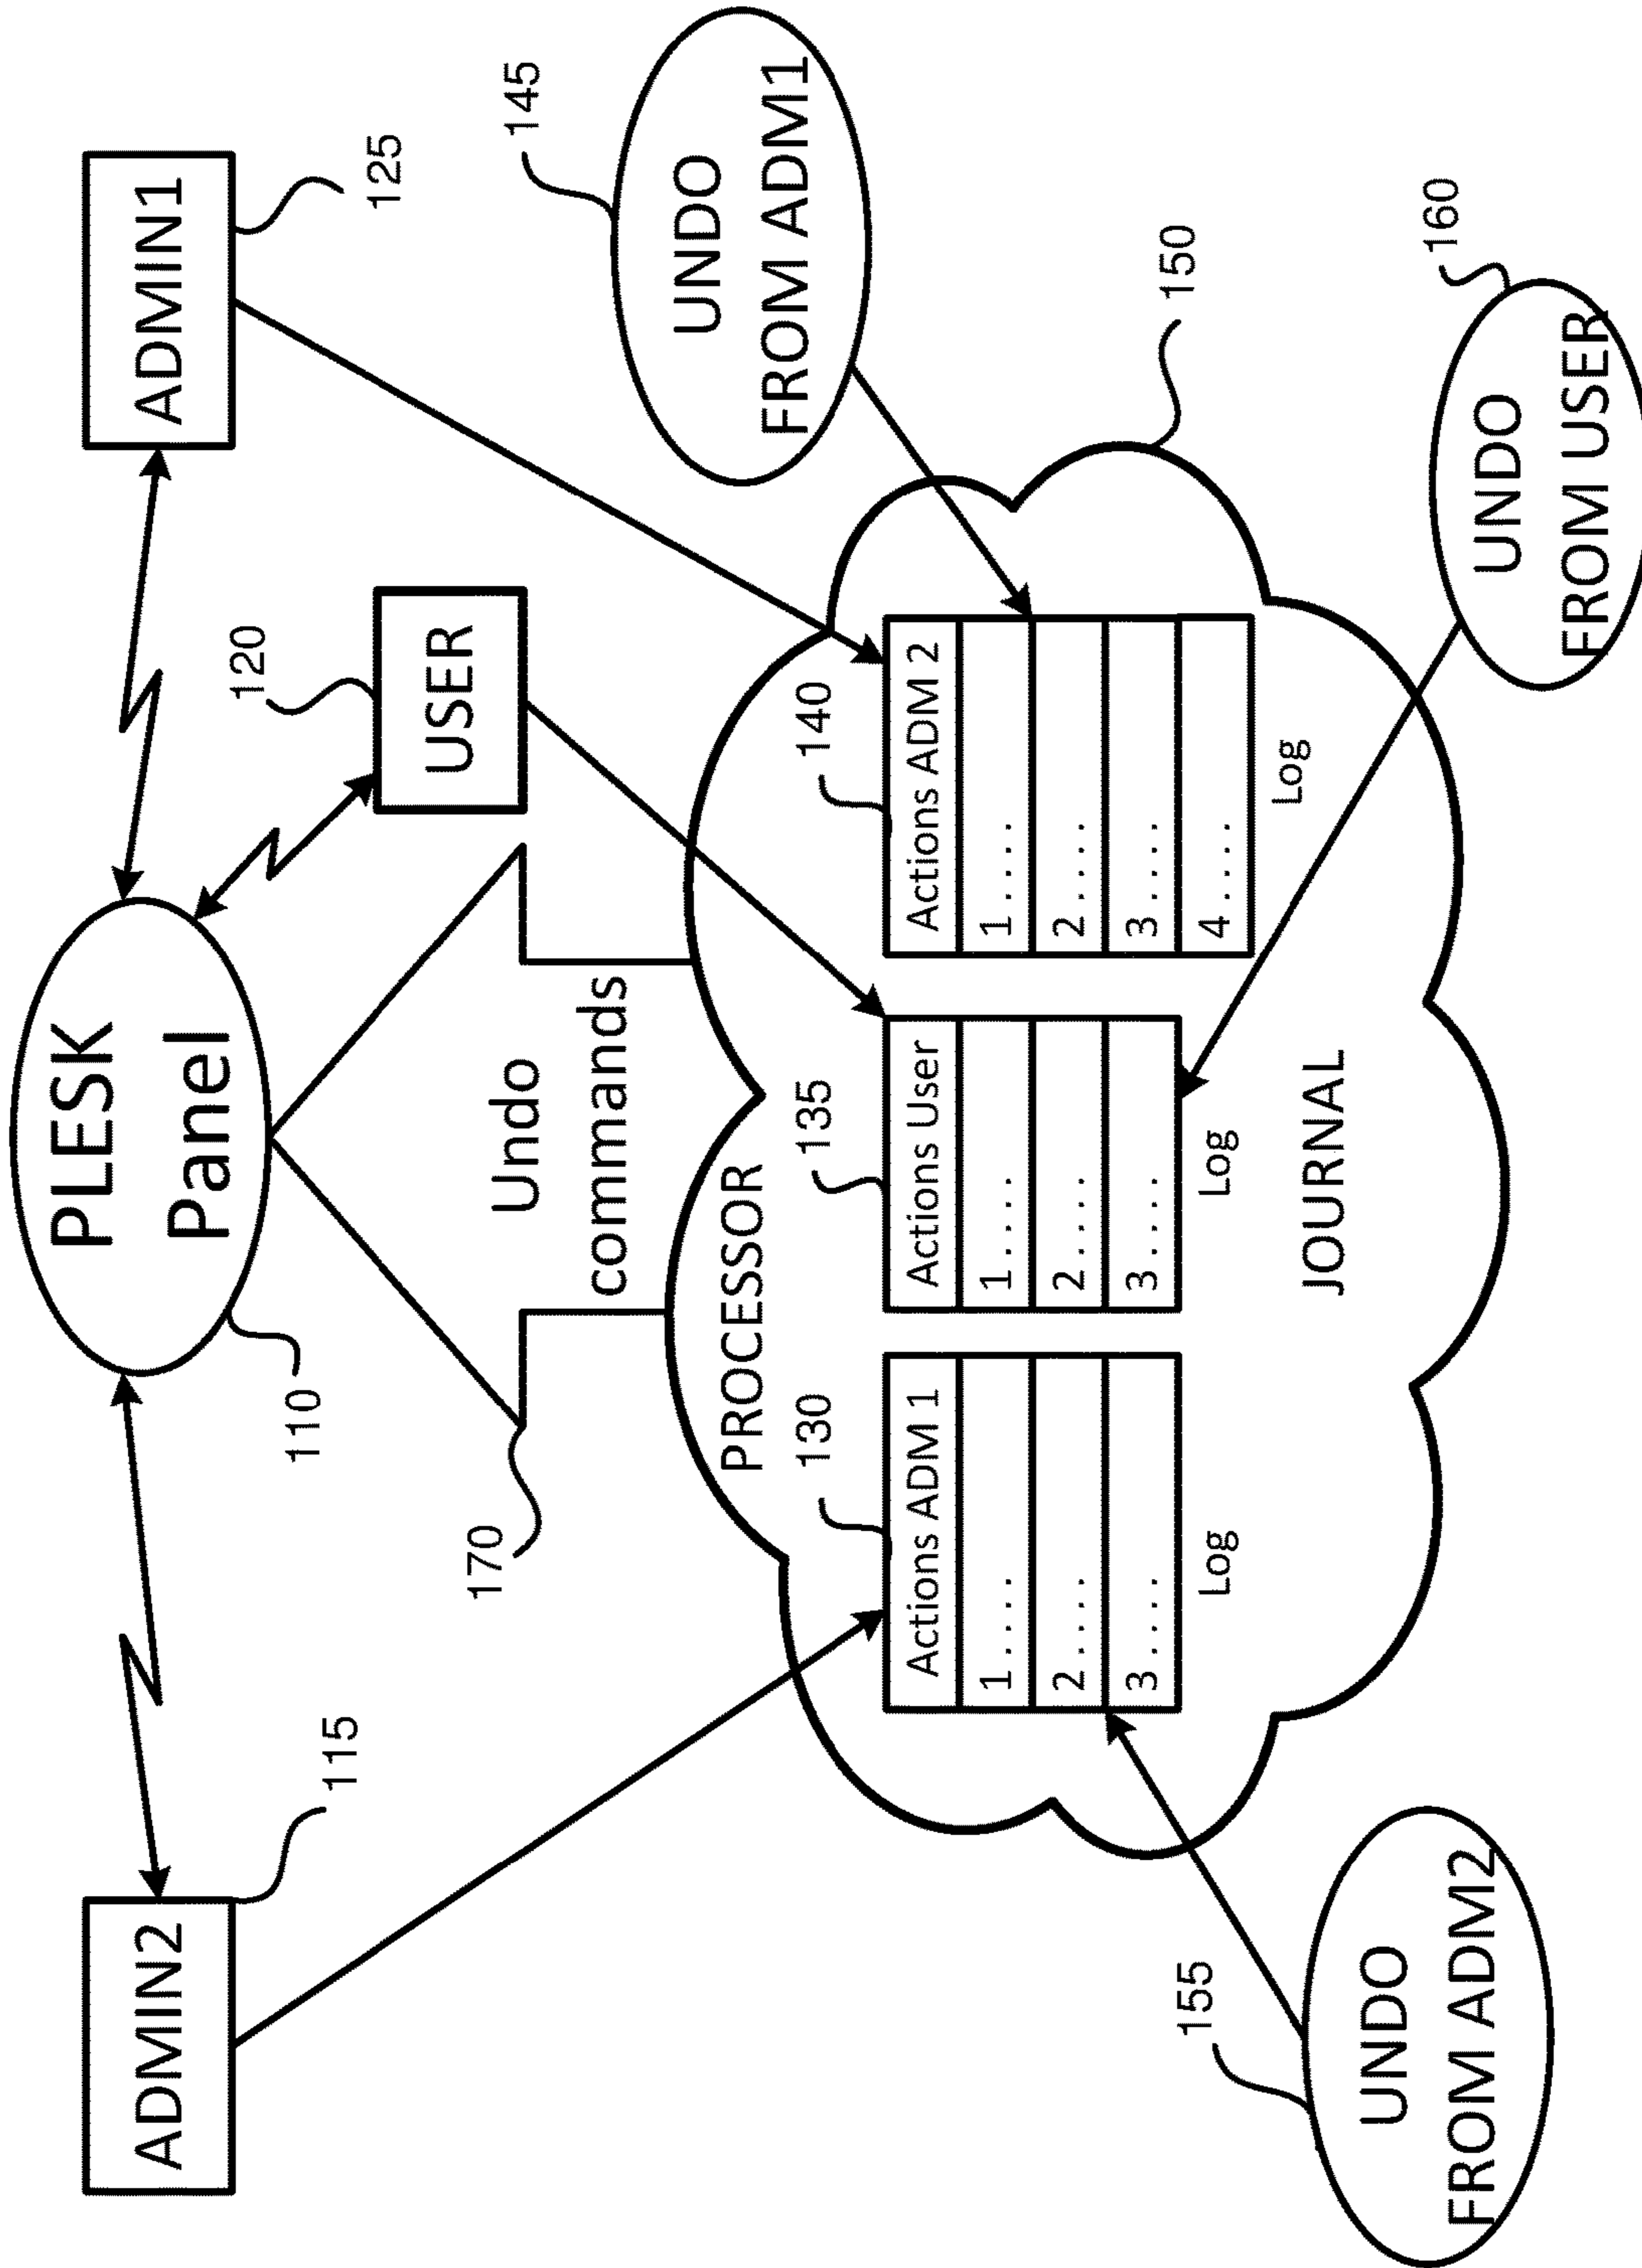 ADMIN2
115
PLESK
Panel
110
ADMIN1
125
USER
120
170
Undo
commands
UNDO
FROM ADM1
145
PROCESSOR
150
130
Actions ADM 1
1.....
2.....
3.....
Log
135
Actions User
1.....
2.....
3.....
Log
140
Actions ADM 2
1.....
2.....
3.....
4.....
Log
JOURNAL
155
UNDO
FROM ADM2
160
UNDO
FROM USER